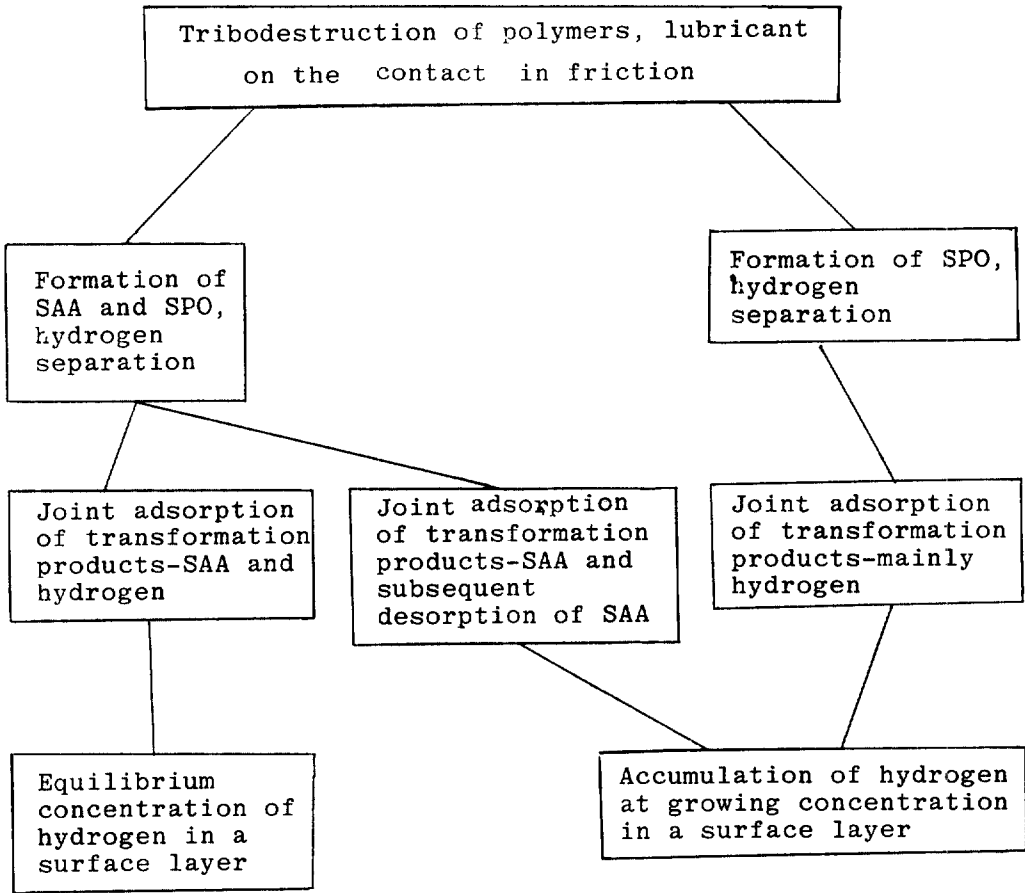 Tribodestruction of polymers, lubricant
on the contact in friction
Formation of
SAA and SPO,
hydrogen
separation
Formation of SPO,
hydrogen
separation
Joint adsorption
of transformation
products-SAA and
hydrogen
Joint adsorption
of transformation
products-SAA and
subsequent
desorption of SAA
Joint adsorption
of transformation
products-mainly
hydrogen
Equilibrium
concentration of
hydrogen in a
surface layer
Accumulation of hydrogen
at growing concentration
in a surface layer